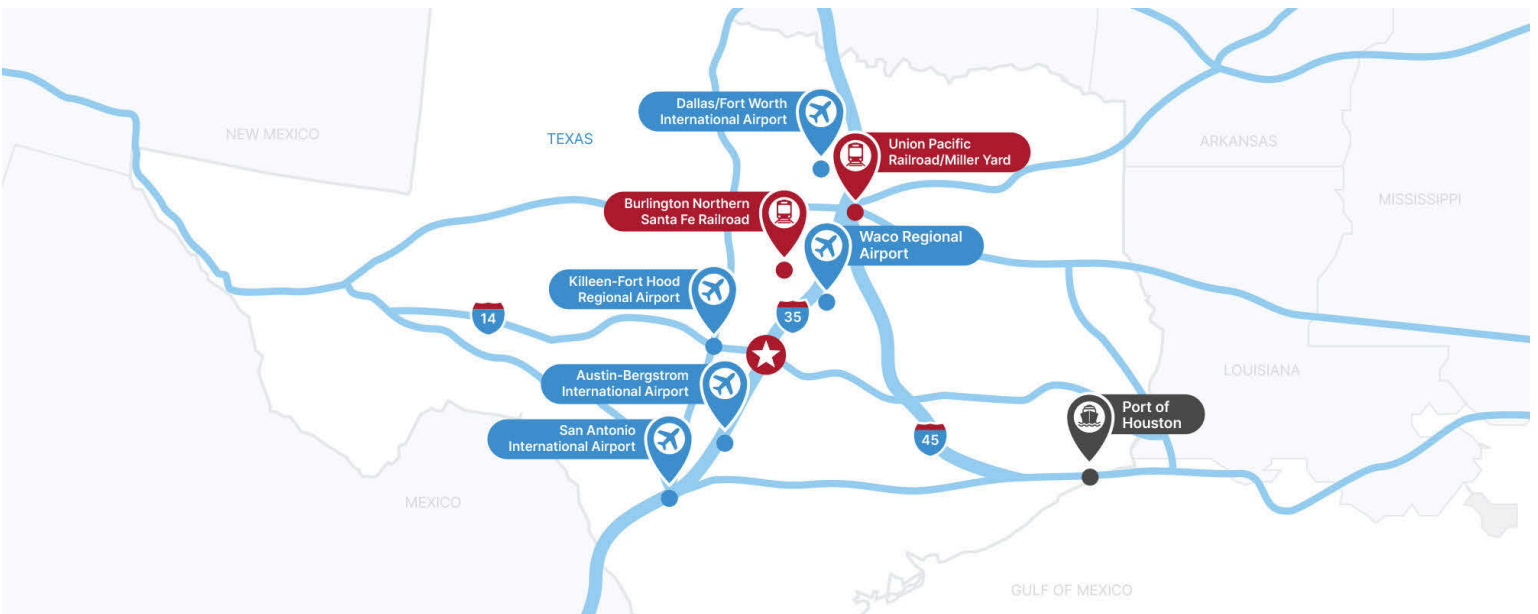 Dallas/Fort Worth
International Airport
NEW MEXICO
TEXAS
Union Pacific
Railroad/Miller Yard
ARKANSAS
Burlington Northern
Santa Fe Railroad
MISSISSIPPI
Waco Regional
Airport
Killeen-Fort Hood
Regional Airport
14
35
Austin-Bergstrom
International Airport
LOUISIANA
Port of
Houston
San Antonio
International Airport
45
MEXICO
GULF OF MEXICO